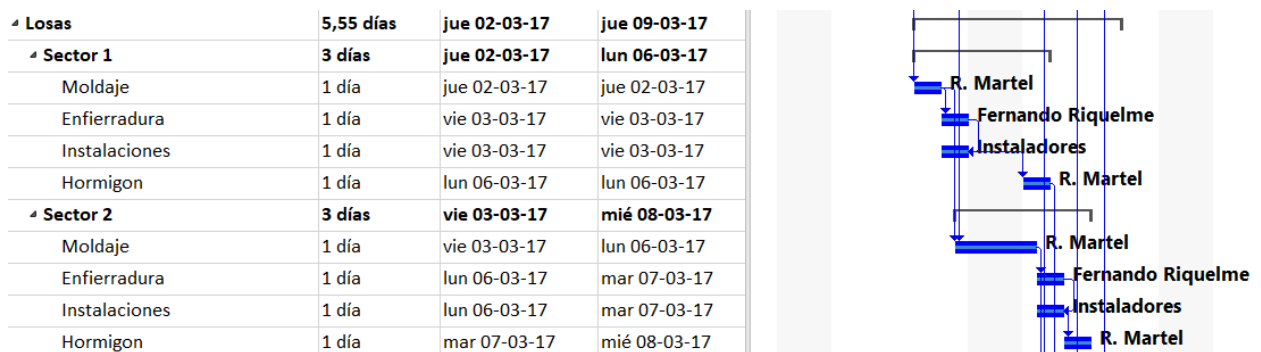 Losas 5,55 días jue 02-03-17 jue 09-03-17
Sector 1 3 días jue 02-03-17 lun 06-03-17
Moldaje 1 día jue 02-03-17 jue 02-03-17 R. Martel
Enfierradura 1 día vie 03-03-17 vie 03-03-17 Fernando Riquelme
Instalaciones 1 día vie 03-03-17 vie 03-03-17 Instaladores
Hormigon 1 día lun 06-03-17 lun 06-03-17 R. Martel
Sector 2 3 días vie 03-03-17 mié 08-03-17
Moldaje 1 día vie 03-03-17 lun 06-03-17 R. Martel
Enfierradura 1 día lun 06-03-17 mar 07-03-17 Fernando Riquelme
Instalaciones 1 día lun 06-03-17 mar 07-03-17 Instaladores
Hormigon 1 día mar 07-03-17 mié 08-03-17 R. Martel